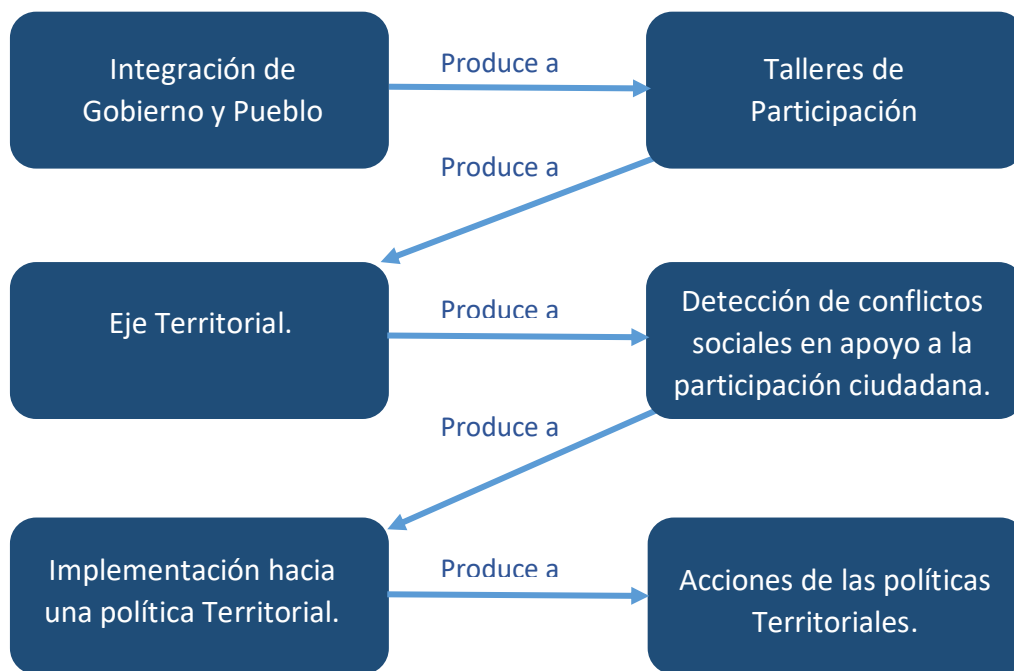 Integración de
Gobierno y Pueblo
Produce a
Talleres de
Participación
Produce a
Eje Territorial.
Produce a
Detección de conflictos
sociales en apoyo a la
participación ciudadana.
Produce a
Implementación hacia
una política Territorial.
Produce a
Acciones de las políticas
Territoriales.